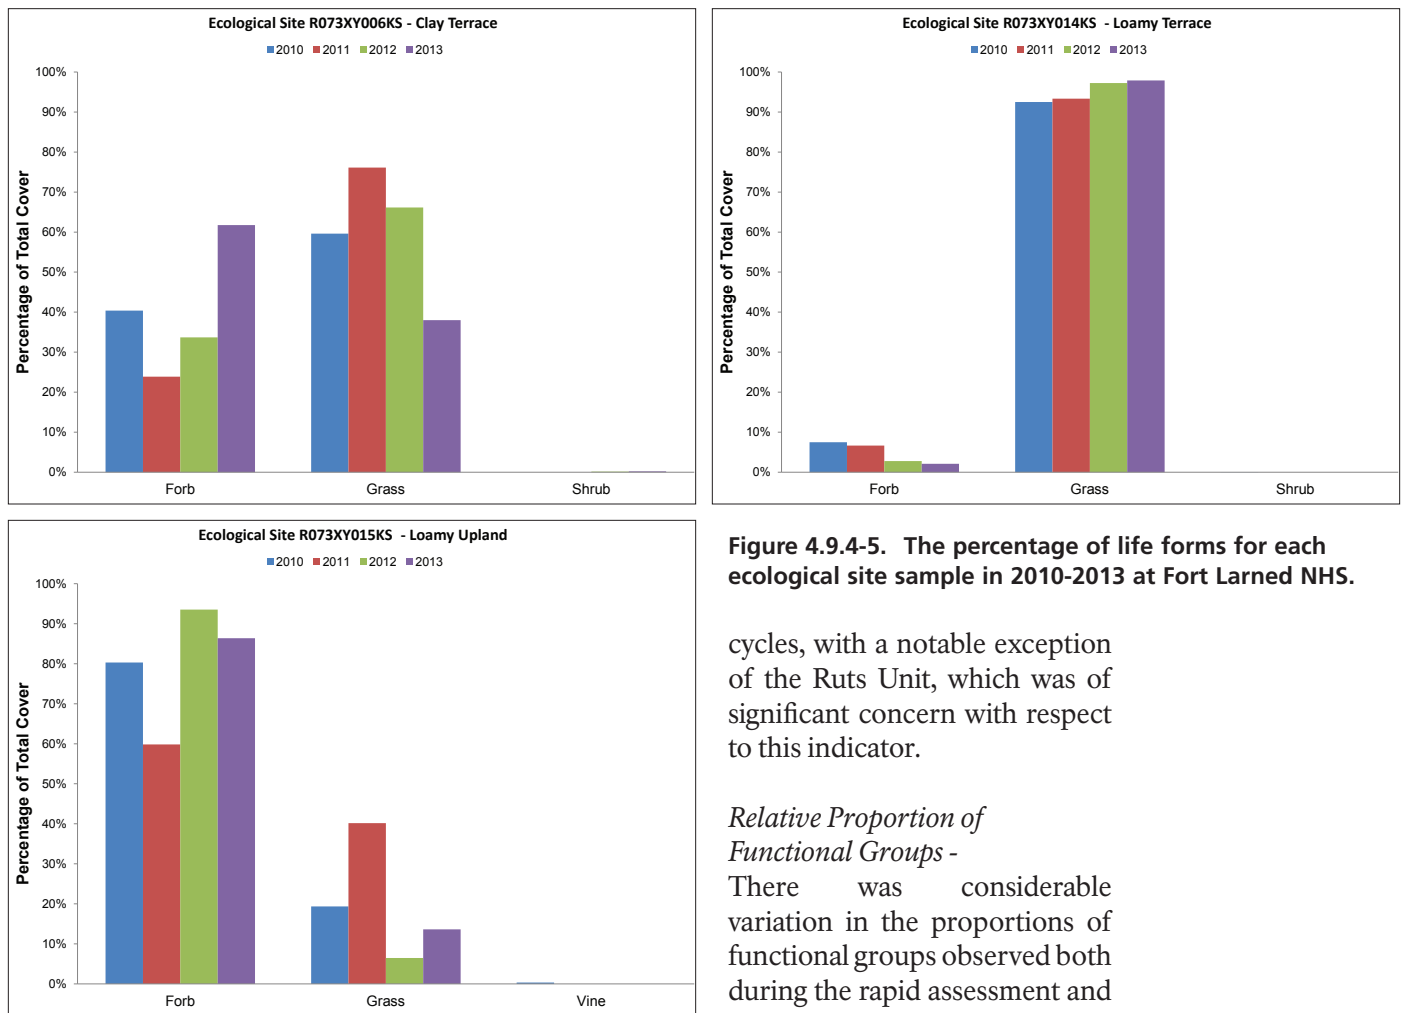 Ecological Site R073XY006KS - Clay Terrace
2010 2011 2012 2013
100%
90%
80%
70%
60%
50%
40%
30%
20%
10%
0%
Percentage of Total Cover
Forb Grass Shrub
Ecological Site R073XY014KS - Loamy Terrace
2010 2011 2012 2013
100%
90%
80%
70%
60%
50%
40%
30%
20%
10%
0%
Percentage of Total Cover
Forb Grass Shrub
Ecological Site R073XY015KS - Loamy Upland
2010 2011 2012 2013
100%
90%
80%
70%
60%
50%
40%
30%
20%
10%
0%
Percentage of Total Cover
Forb Grass Vine
Figure 4.9.4-5. The percentage of life forms for each
ecological site sample in 2010-2013 at Fort Larned NHS.
cycles, with a notable exception
of the Ruts Unit, which was of
significant concern with respect
to this indicator.
Relative Proportion of
Functional Groups -
There was considerable
variation in the proportions of
functional groups observed both
during the rapid assessment and